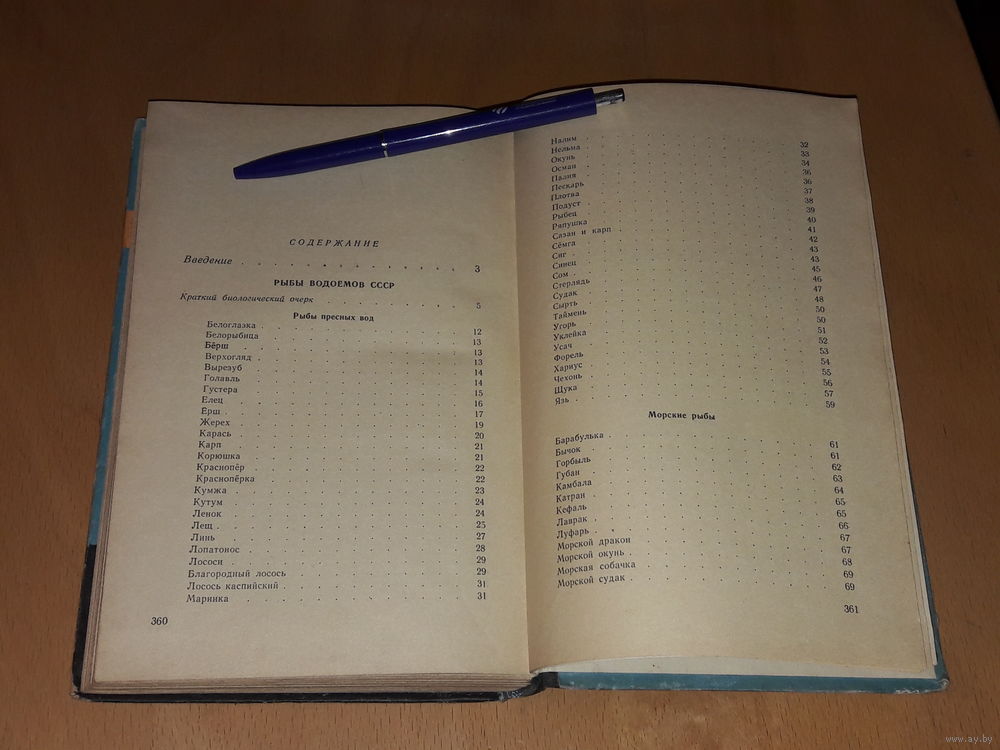 СОДЕРЖАНИЕ
Введение 3
РЫБЫ ВОДОЕМОВ СССР
Краткий биологический очерк 5
Рыбы пресных вод
Белоглазка 12
Белорыбица 13
Бёрш 13
Верхогляд 13
Вырезуб 14
Голавль 14
Густера 15
Елец 16
Ёрш 17
Жерех 19
Карась 20
Карп 21
Корюшка 21
Краснопёр 22
Краснопёрка 22
Кумжа 23
Кутум 24
Ленок 24
Лещ 25
Линь 27
Лопатонос 28
Лососи 29
Благородный лосось 29
Лосось каспийский 31
Маринка 31
360
Налим 32
Нельма 33
Окунь 34
Осман 36
Палия 36
Пескарь 37
Плотва 38
Подуст 39
Рыбец 40
Ряпушка 41
Сазан и карп 42
Сёмга 43
Сиг 43
Синец 45
Сом 46
Стерлядь 47
Судак 48
Сырть 50
Таймень 50
Угорь 51
Уклейка 52
Усач 53
Форель 54
Хариус 55
Чехонь 56
Щука 57
Язь 59
Морские рыбы
Барабулька 61
Бычок 61
Горбыль 62
Губан 63
Камбала 64
Катран 65
Кефаль 65
Лаврак 66
Луфарь 67
Морской дракон 67
Морской окунь 68
Морская собачка 69
Морской судак 69
361
www.ay.by